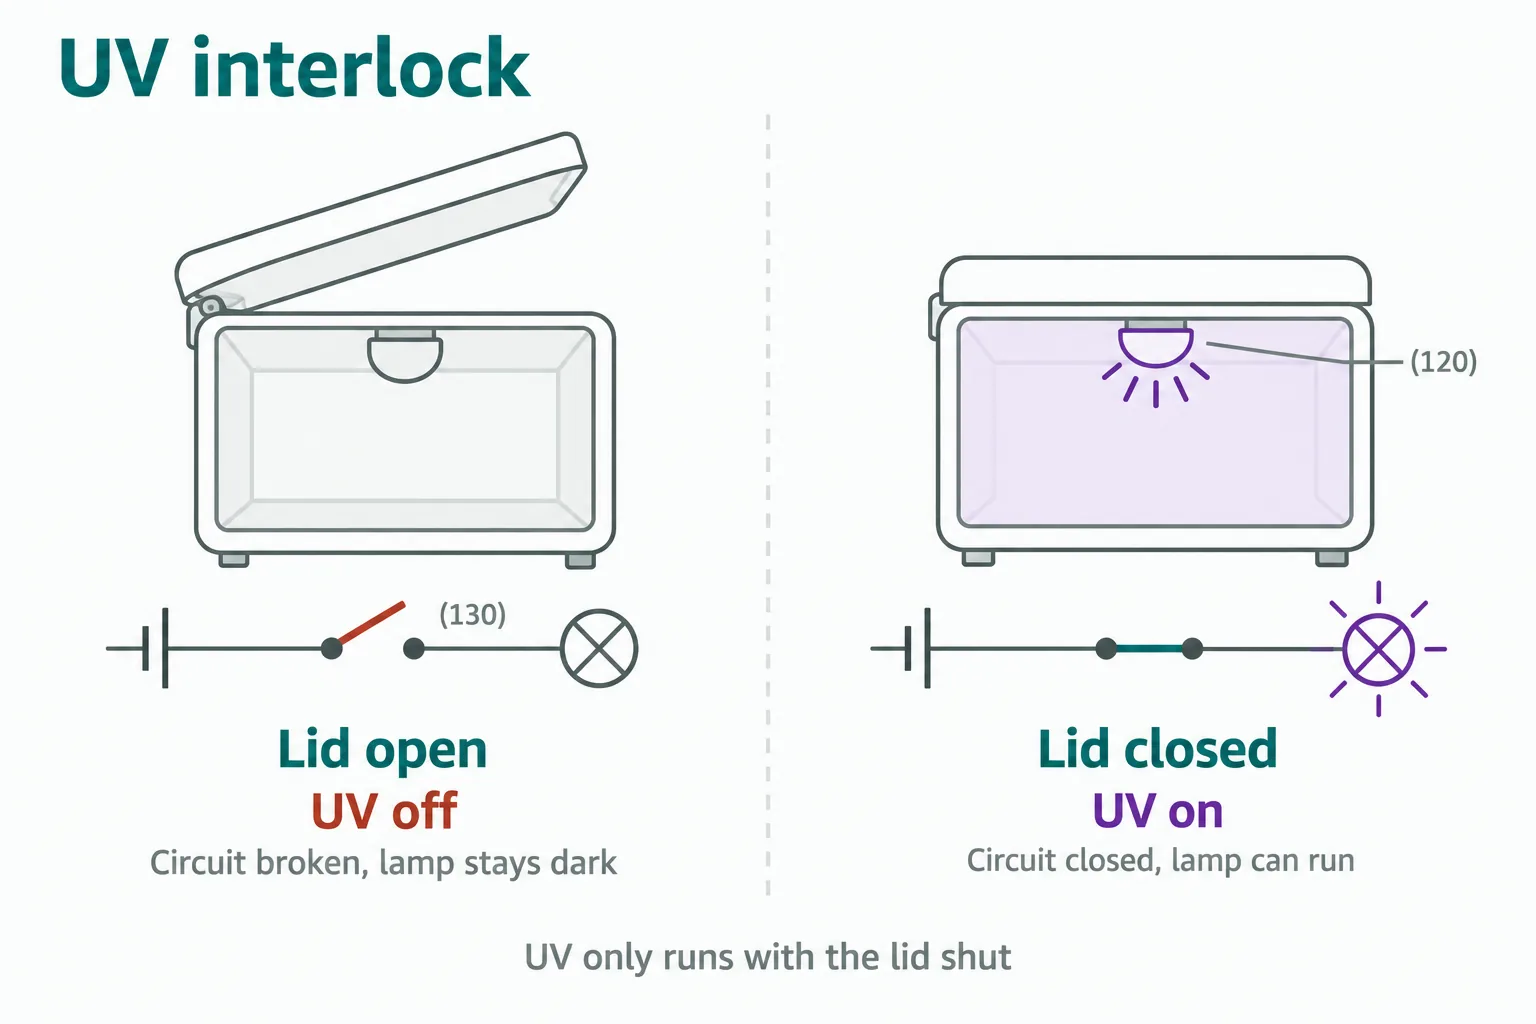 UV interlock
(120)
(130)
Lid open
UV off
Circuit broken, lamp stays dark
Lid closed
UV on
Circuit closed, lamp can run
UV only runs with the lid shut